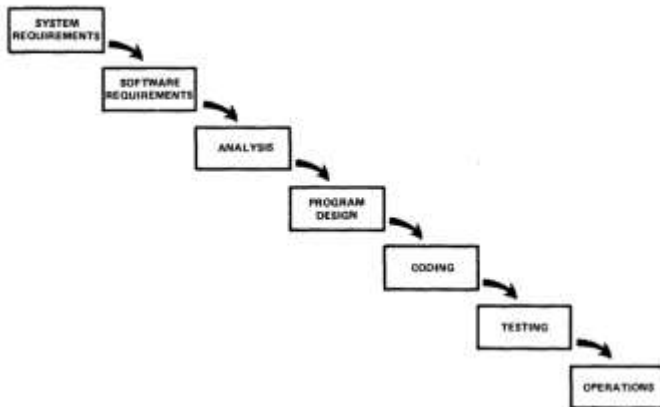 SYSTEM
REQUIREMENTS
SOFTWARE
REQUIREMENTS
ANALYSIS
PROGRAM
DESIGN
CODING
TESTING
OPERATIONS